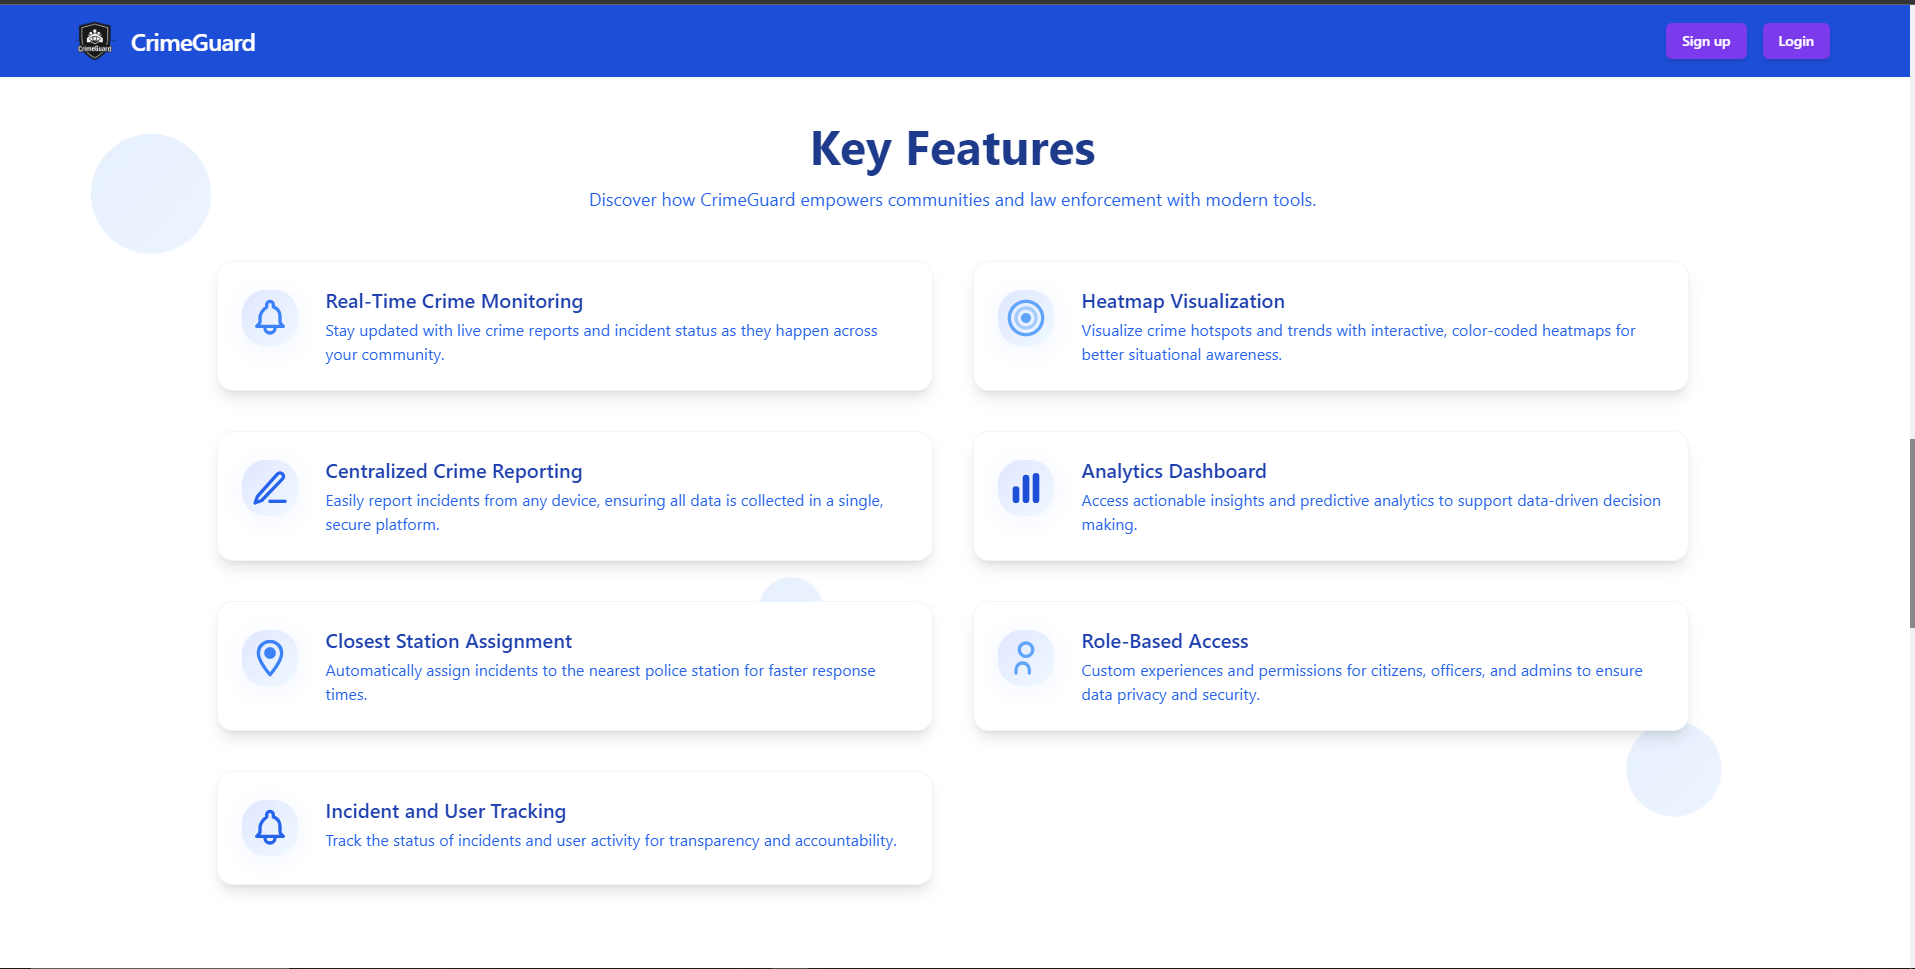 CrimeGuard
CrimeGuard
Sign up
Login
Key Features
Discover how CrimeGuard empowers communities and law enforcement with modern tools.
Real-Time Crime Monitoring
Stay updated with live crime reports and incident status as they happen across
your community.
Heatmap Visualization
Visualize crime hotspots and trends with interactive, color-coded heatmaps for
better situational awareness.
Centralized Crime Reporting
Easily report incidents from any device, ensuring all data is collected in a single,
secure platform.
Analytics Dashboard
Access actionable insights and predictive analytics to support data-driven decision
making.
Closest Station Assignment
Automatically assign incidents to the nearest police station for faster response
times.
Role-Based Access
Custom experiences and permissions for citizens, officers, and admins to ensure
data privacy and security.
Incident and User Tracking
Track the status of incidents and user activity for transparency and accountability.